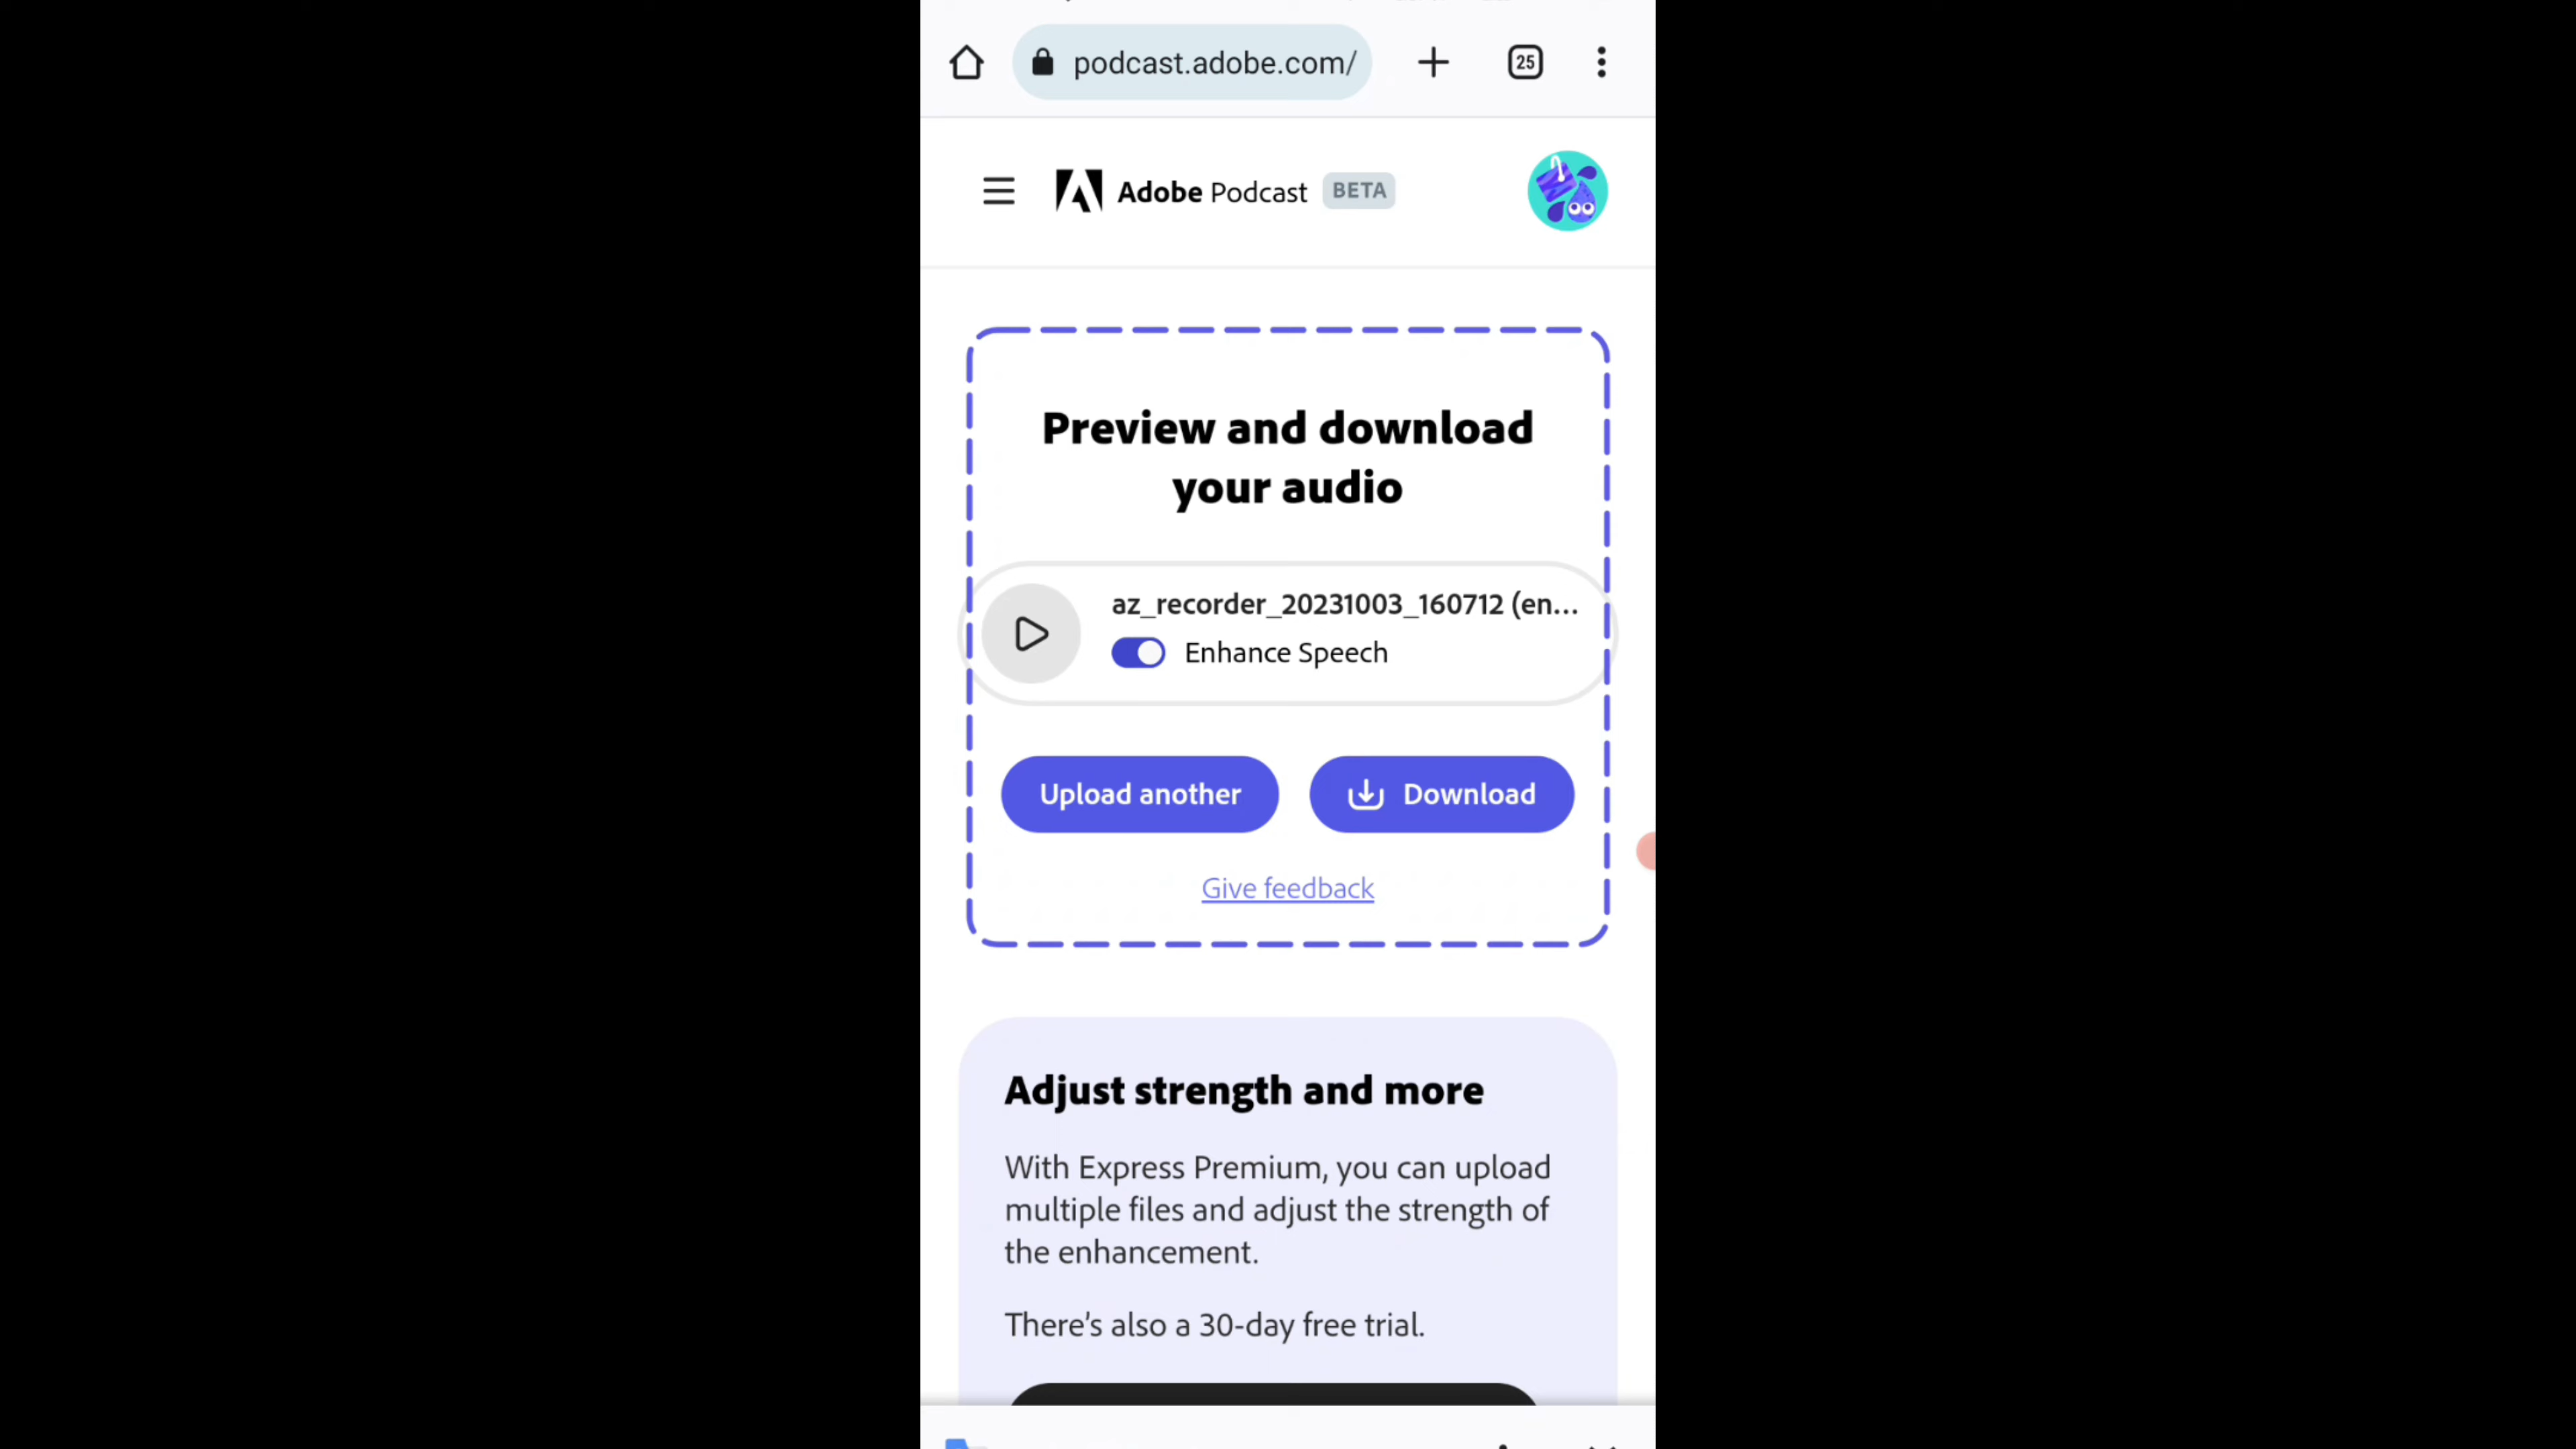 podcast.adobe.com/
25
Adobe Podcast BETA
Preview and download
your audio
az_recorder_20231003_160712 (en...
Enhance Speech
Upload another
Download
Give feedback
Adjust strength and more
With Express Premium, you can upload
multiple files and adjust the strength of
the enhancement.
There's also a 30-day free trial.